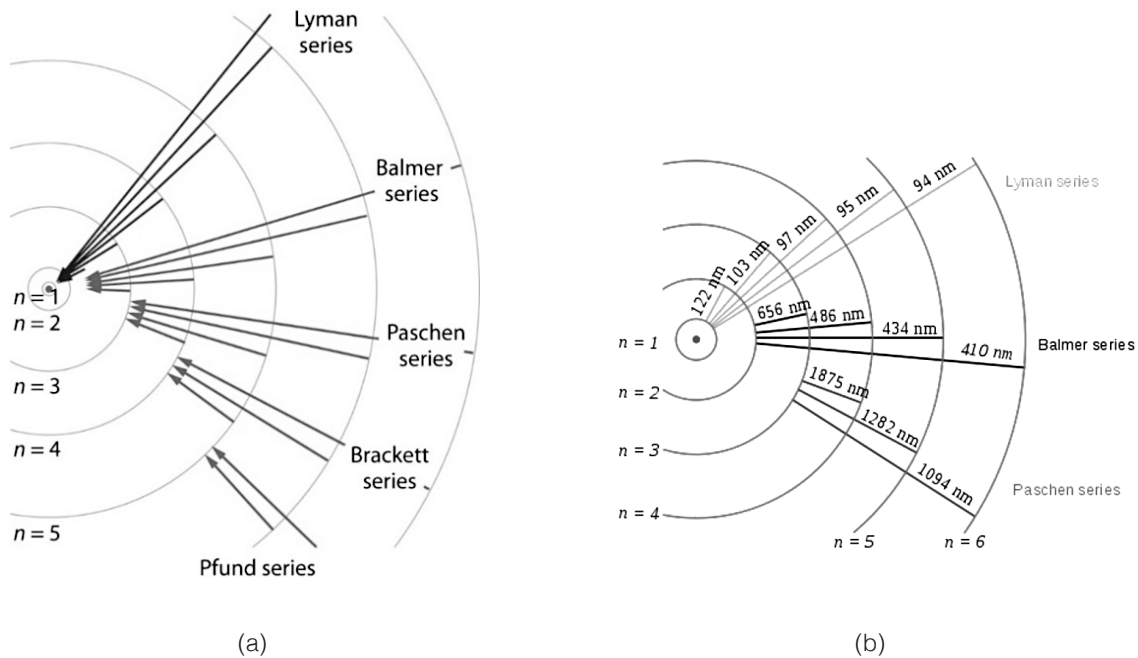 Lyman
series
Balmer
series
Paschen
series
Brackett
series
Pfund series
n = 1
n = 2
n = 3
n = 4
n = 5
(a)
122 nm
103 nm
97 nm
95 nm
94 nm
Lyman series
656 nm
486 nm
434 nm
410 nm
Balmer series
1875 nm
1282 nm
1094 nm
Paschen series
n = 1
n = 2
n = 3
n = 4
n = 5
n = 6
(b)